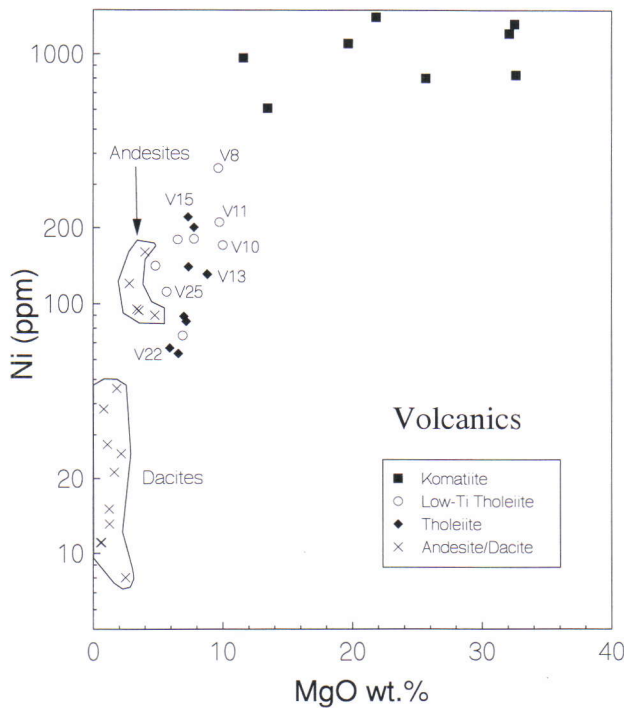 1000
Andesites
V8
V15
V11
200
V10
V13
100
V25
V22
Ni (ppm)
Volcanics
Komatiite
Low-Ti Tholeiite
Tholeiite
Andesite/Dacite
Dacites
20
10
0
10
20
30
40
MgO wt.%